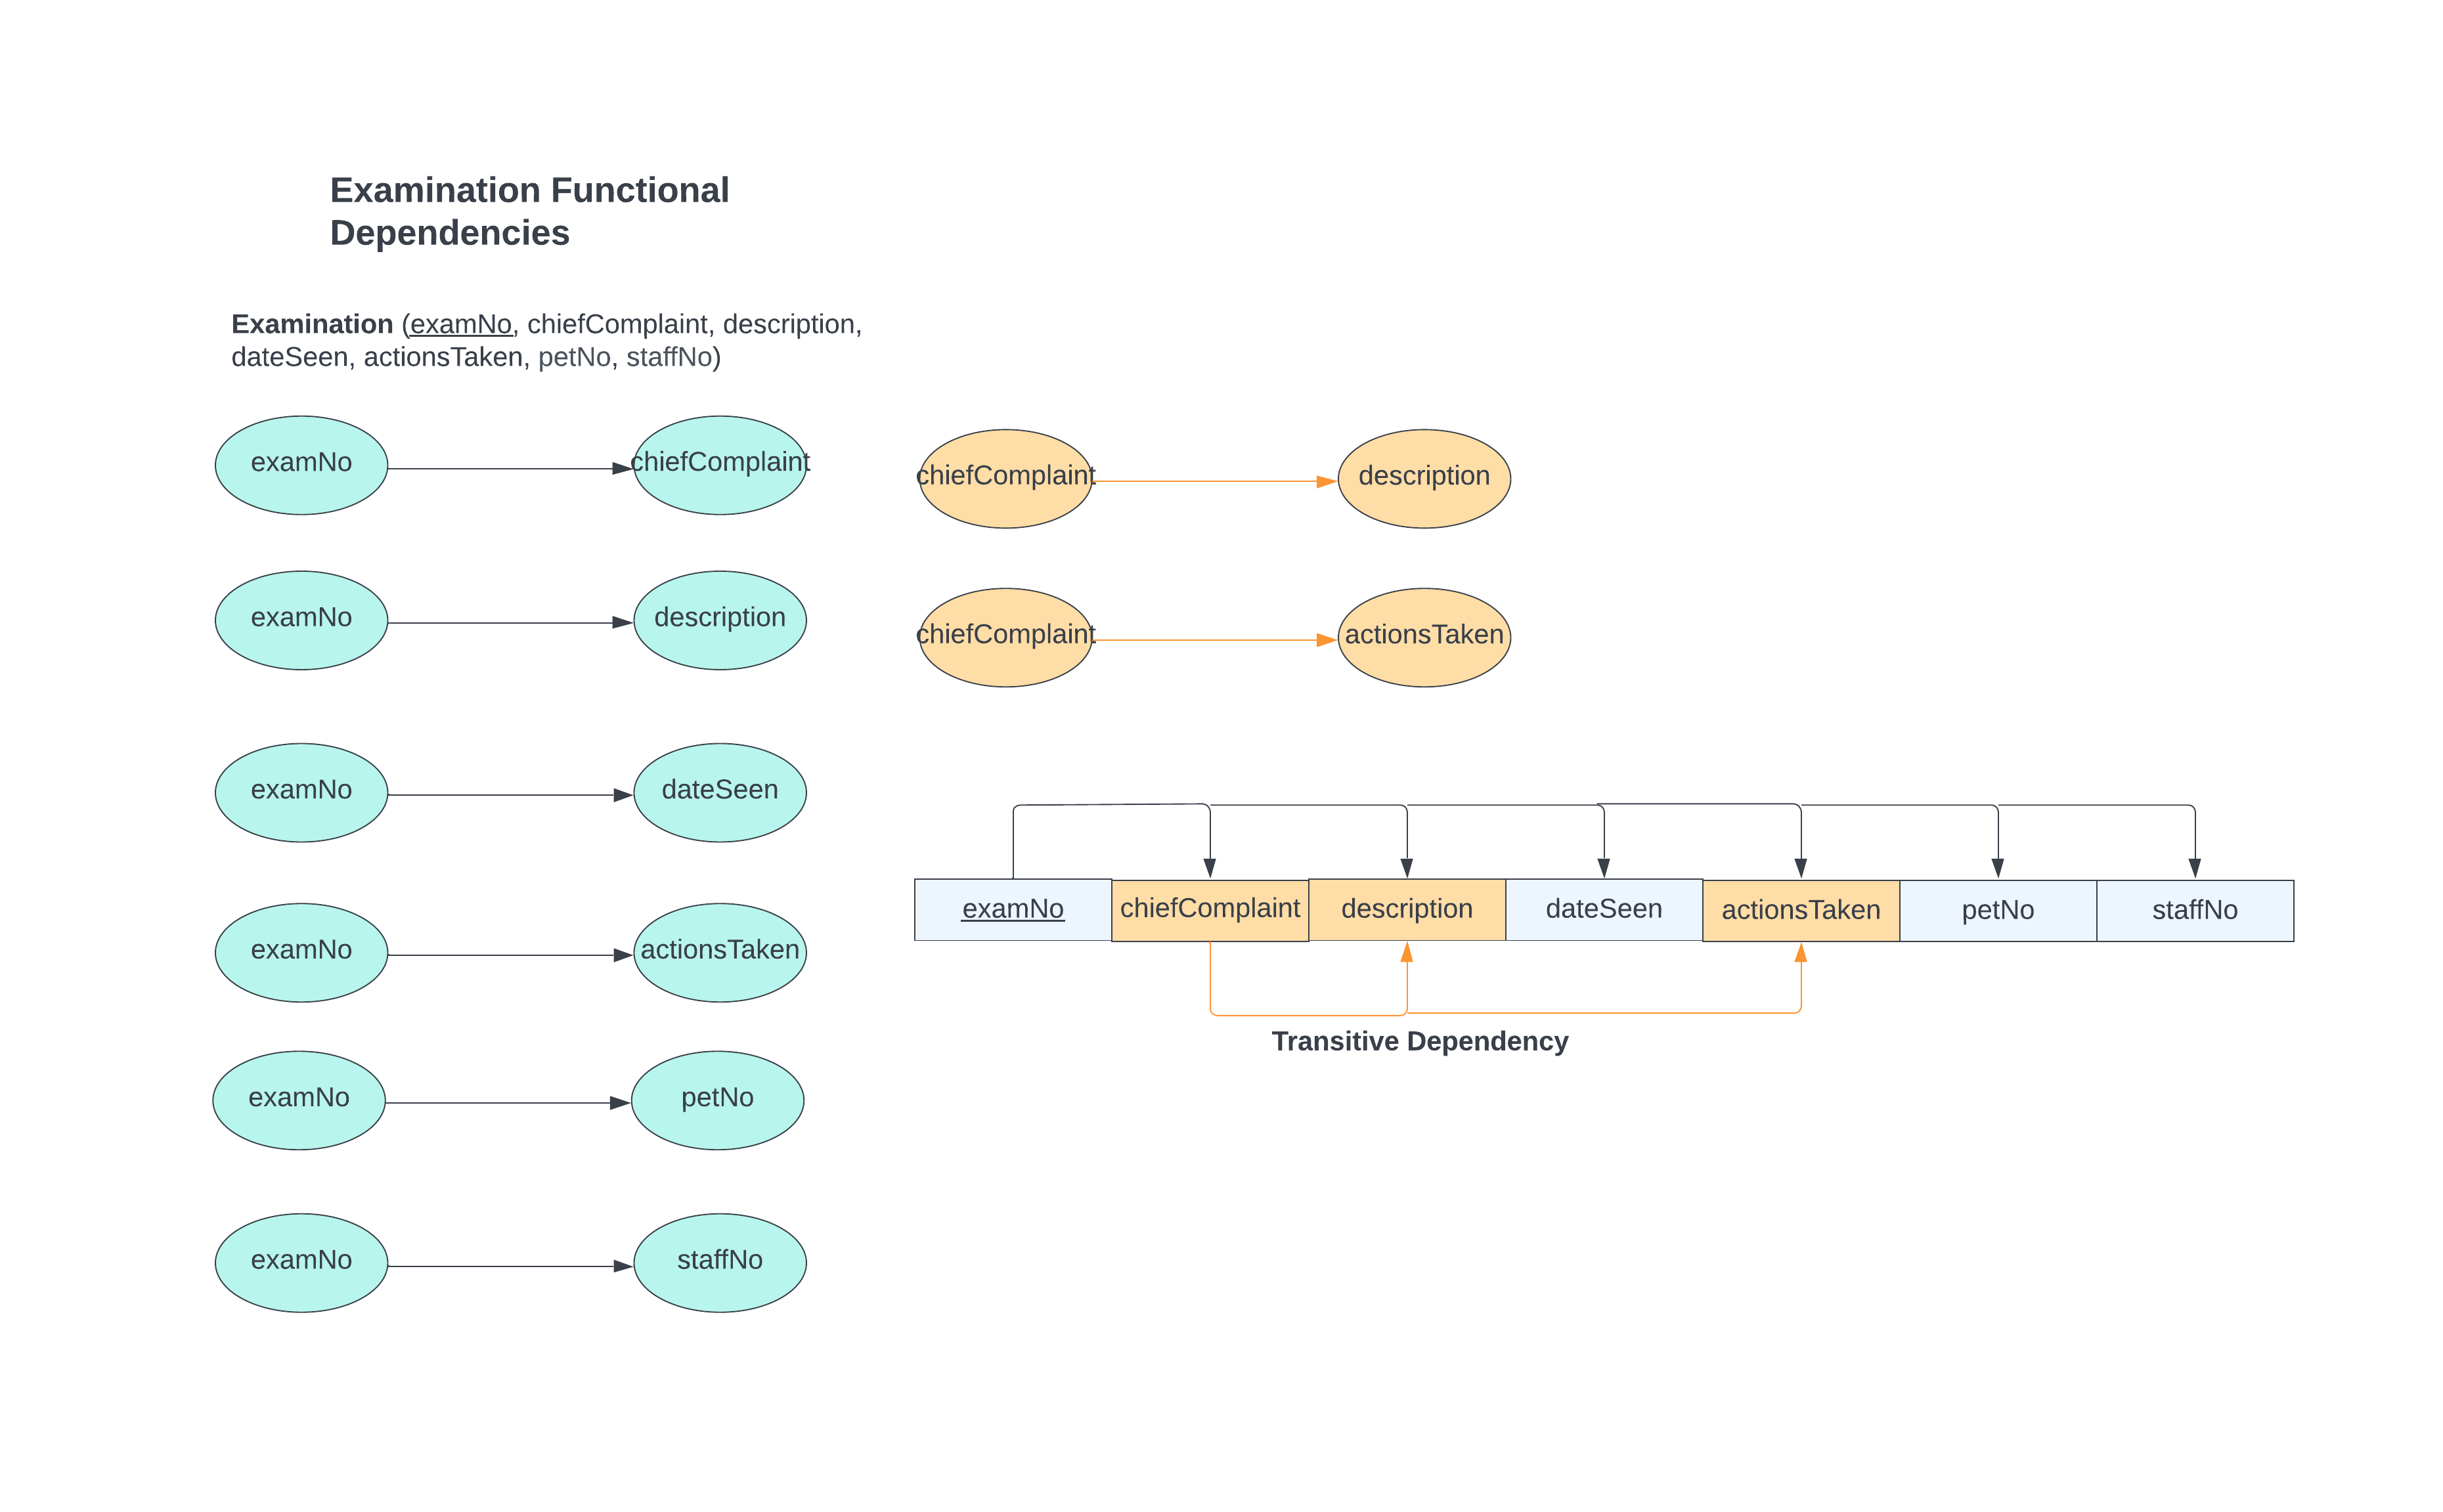 Examination Functional
Dependencies
Examination (examNo, chiefComplaint, description,
dateSeen, actionsTaken, petNo, staffNo)
examNo
chiefComplaint
examNo
description
examNo
dateSeen
examNo
actionsTaken
examNo
petNo
examNo
staffNo
chiefComplaint
description
chiefComplaint
actionsTaken
examNo
chiefComplaint
description
dateSeen
actionsTaken
petNo
staffNo
Transitive Dependency